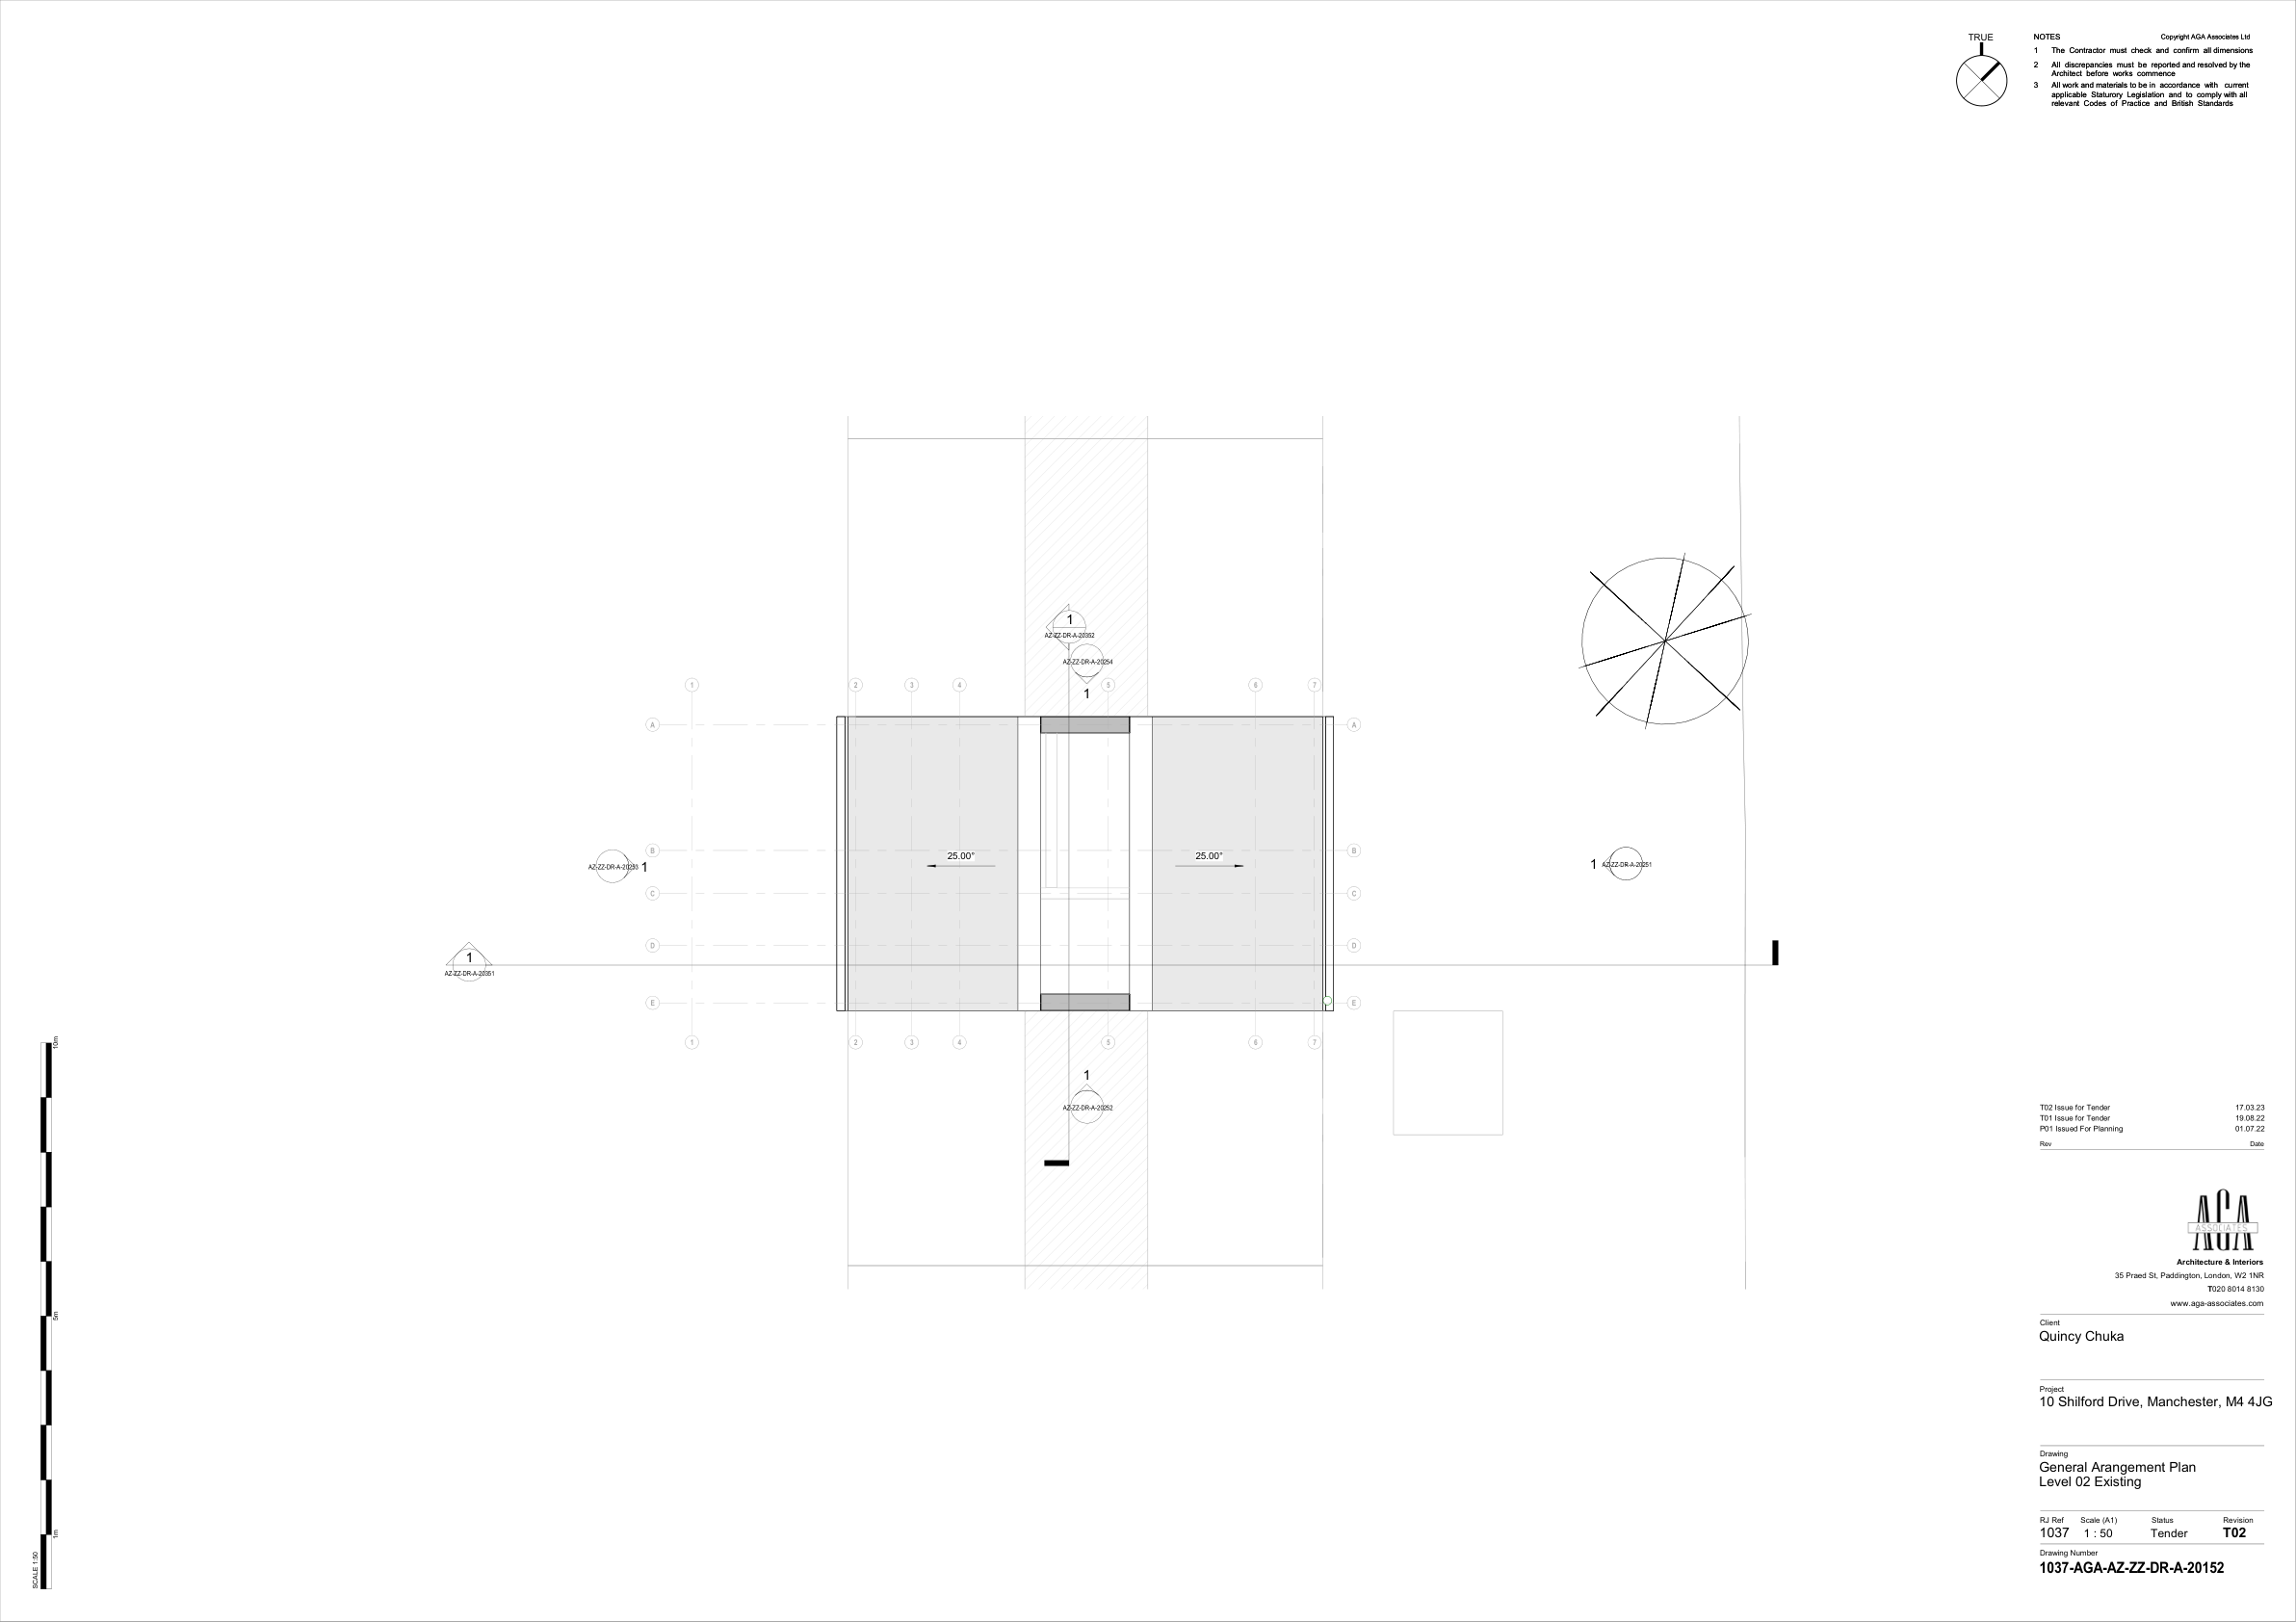 TRUE
NOTES
Copyright AGA Associates Ltd
1 The Contractor must check and confirm all dimensions
2 All discrepancies must be reported and resolved by the
Architect before works commence
3 All work and materials to be in accordance with current
applicable Staturory Legislation and to comply with all
relevant Codes of Practice and British Standards
1
AZ-ZZ-DR-A-20352
AZ-ZZ-DR-A-20254
1
1 2 3 4 5 6 7
A A
B B
25.00° 25.00°
AZ-ZZ-DR-A-20253 1
1 AZ-ZZ-DR-A-20251
C C
D D
1
AZ-ZZ-DR-A-20351
E E
1 2 3 4 5 6 7
1
AZ-ZZ-DR-A-20252
10m
5m
1m
SCALE 1:50
T02 Issue for Tender 17.03.23
T01 Issue for Tender 19.08.22
P01 Issued For Planning 01.07.22
Rev Date
AGA
ASSOCIATES
Architecture & Interiors
35 Praed St, Paddington, London, W2 1NR
T020 8014 8130
www.aga-associates.com
Client
Quincy Chuka
Project
10 Shilford Drive, Manchester, M4 4JG
Drawing
General Arangement Plan
Level 02 Existing
RJ Ref Scale (A1) Status Revision
1037 1 : 50 Tender T02
Drawing Number
1037-AGA-AZ-ZZ-DR-A-20152